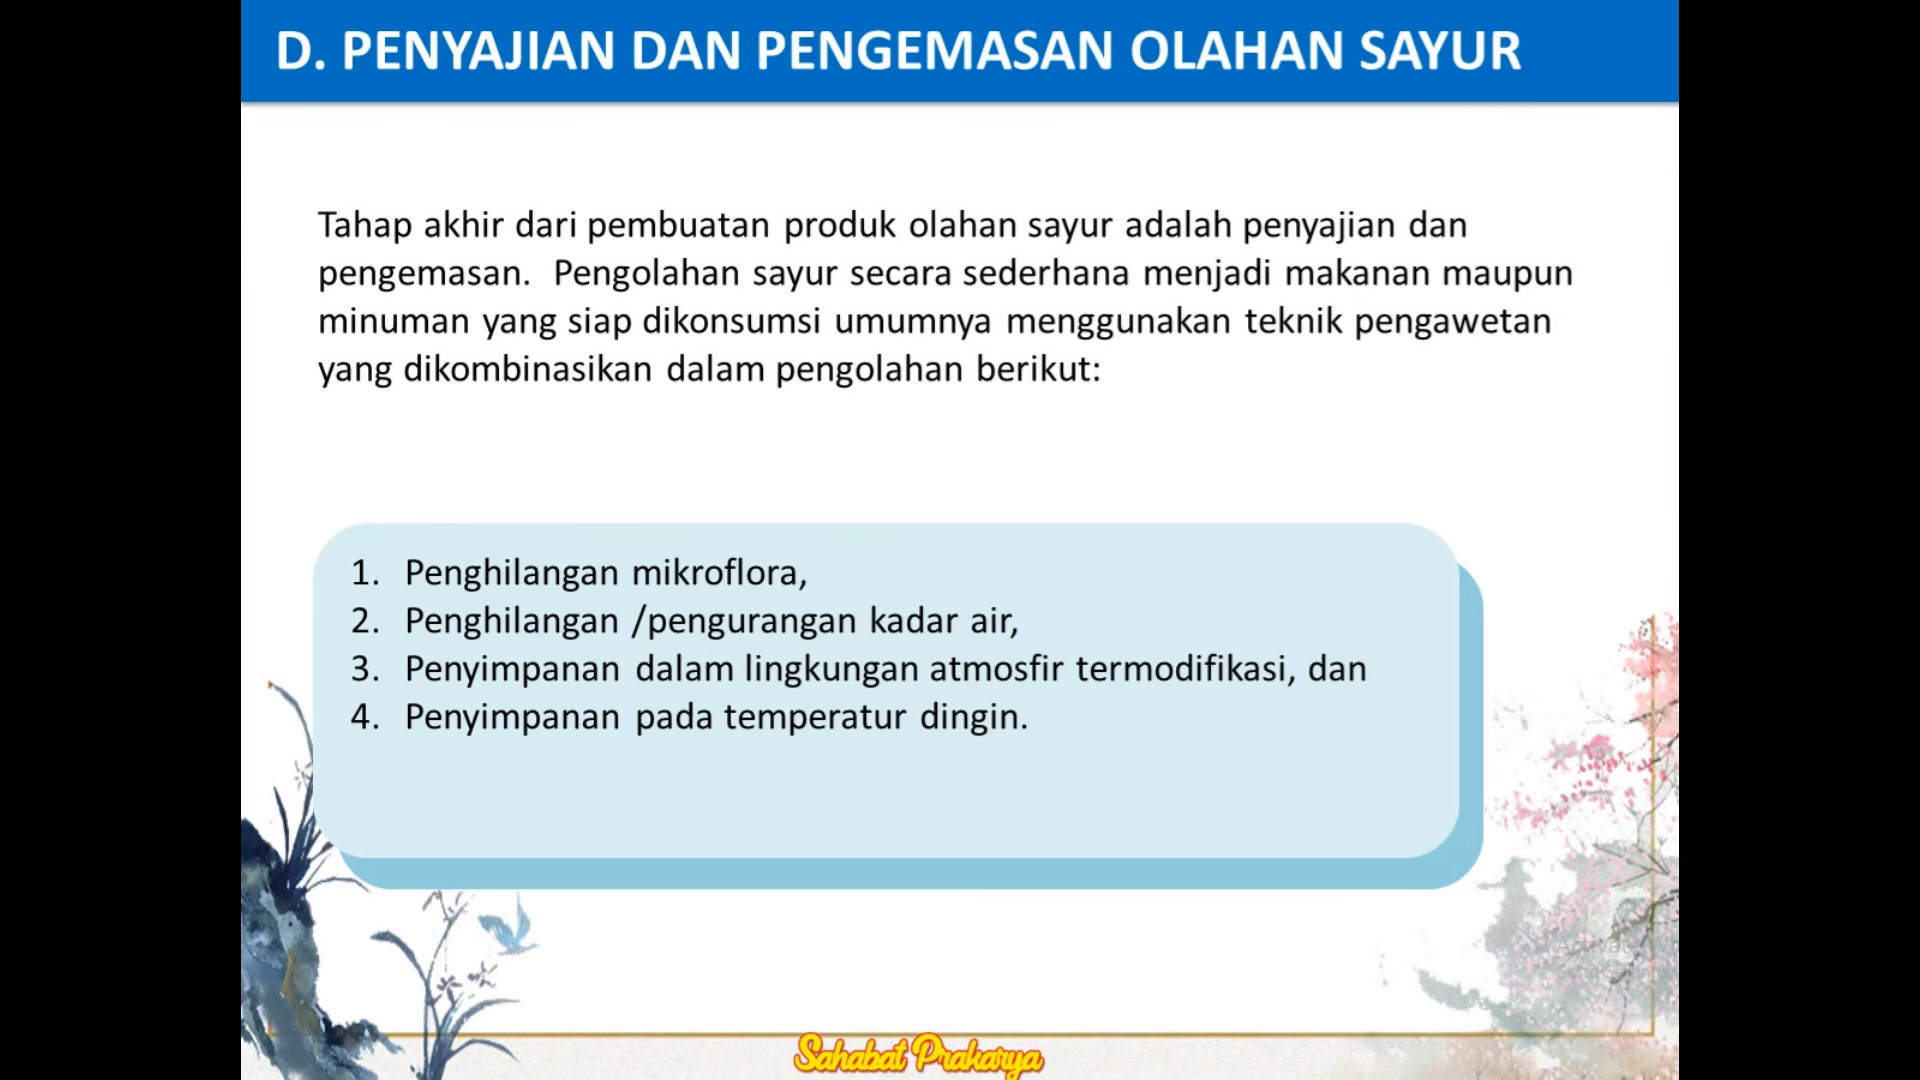 D. PENYAJIAN DAN PENGEMASAN OLAHAN SAYUR
Tahap akhir dari pembuatan produk olahan sayur adalah penyajian dan
pengemasan. Pengolahan sayur secara sederhana menjadi makanan maupun
minuman yang siap dikonsumsi umumnya menggunakan teknik pengawetan
yang dikombinasikan dalam pengolahan berikut:
1. Penghilangan mikroflora,
2. Penghilangan /pengurangan kadar air,
3. Penyimpanan dalam lingkungan atmosfir termodifikasi, dan
4. Penyimpanan pada temperatur dingin.
Sahabat Prakarya